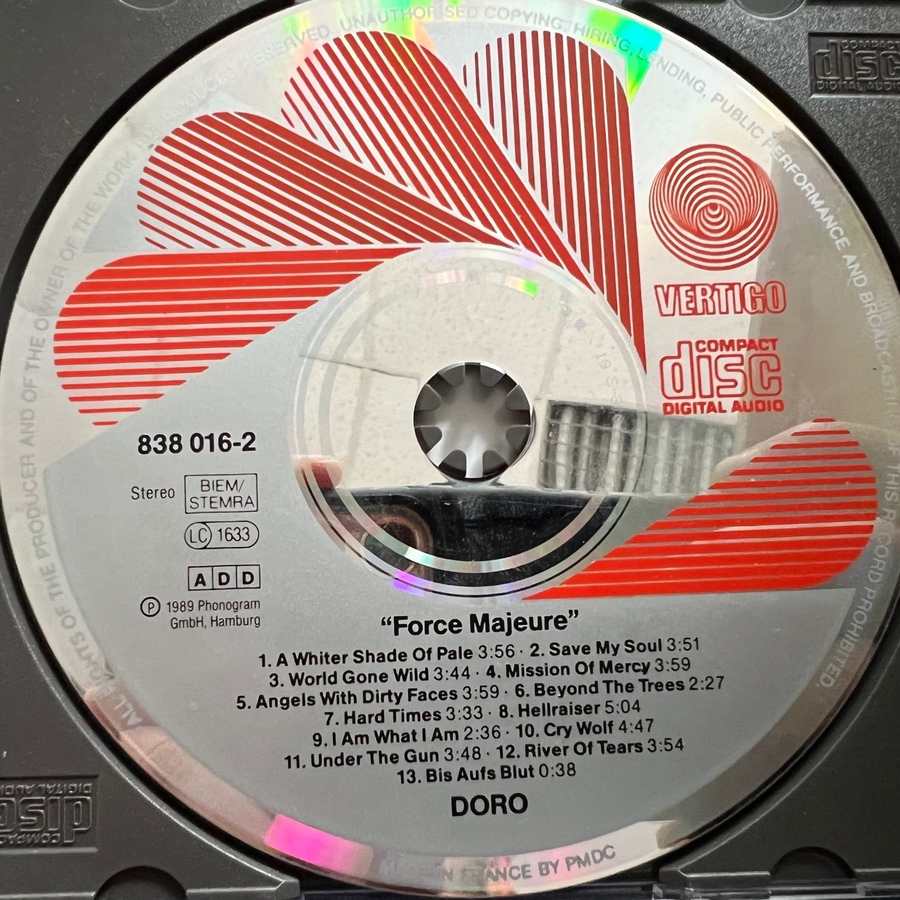 ALL RIGHTS OF THE PRODUCER AND OF THE OWNER OF THE WORK REPRODUCED RESERVED. UNAUTHORISED COPYING, HIRING, LENDING, PUBLIC PERFORMANCE AND BROADCASTING OF THIS RECORD PROHIBITED.
VERTIGO
COMPACT
disc
DIGITAL AUDIO
838 016-2
Stereo
BIEM/
STEMRA
LC 1633
ADD
Ⓟ 1989 Phonogram
GmbH, Hamburg
“Force Majeure”
1. A Whiter Shade Of Pale 3:56 · 2. Save My Soul 3:51
3. World Gone Wild 3:44 · 4. Mission Of Mercy 3:59
5. Angels With Dirty Faces 3:59 · 6. Beyond The Trees 2:27
7. Hard Times 3:33 · 8. Hellraiser 5:04
9. I Am What I Am 2:36 · 10. Cry Wolf 4:47
11. Under The Gun 3:48 · 12. River Of Tears 3:54
13. Bis Aufs Blut 0:38
DORO
IN FRANCE BY PMDC
COMPACT
disc
DIGITAL AUDIO
COMPACT
disc
DIGITAL AUDIO